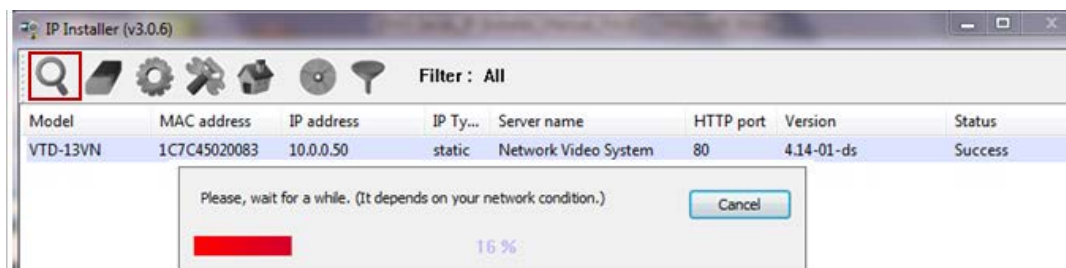 IP Installer (v3.0.6)
Filter : All
Model MAC address IP address IP Ty... Server name HTTP port Version Status
VTD-13VN 1C7C45020083 10.0.0.50 static Network Video System 80 4.14-01-ds Success
Please, wait for a while. (It depends on your network condition.) Cancel
16 %